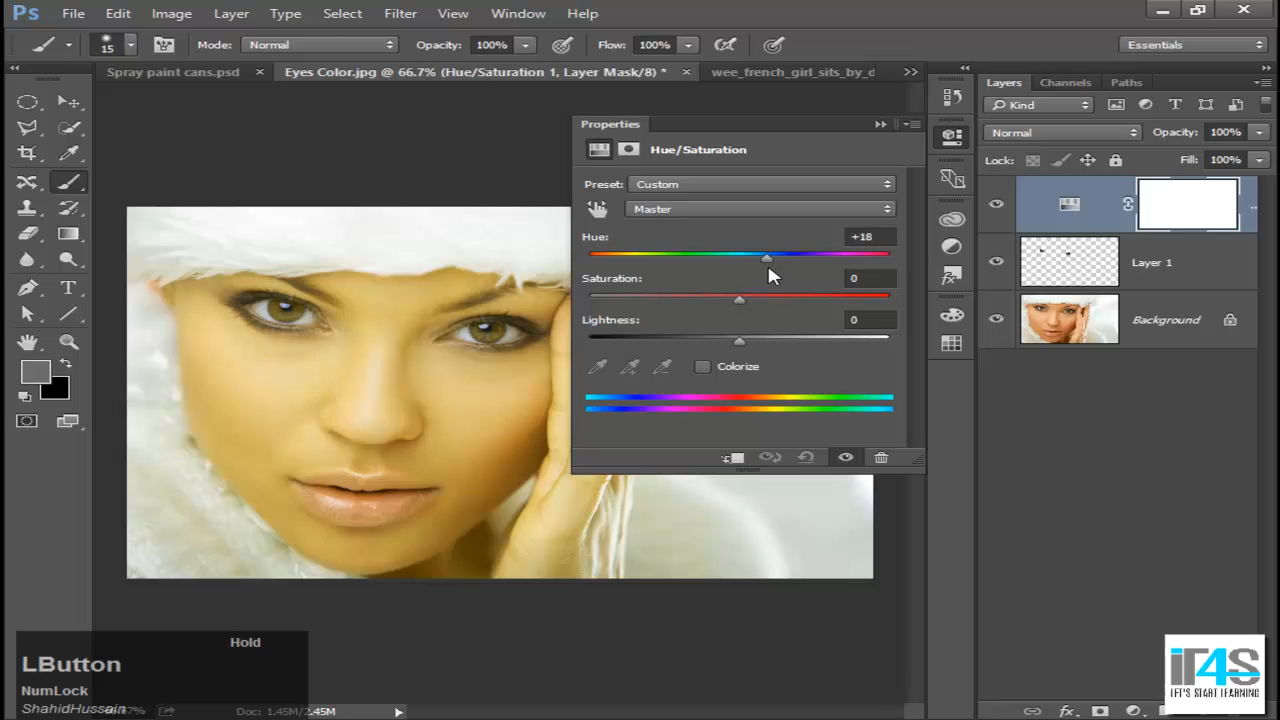 Ps File Edit Image Layer Type Select Filter View Window Help
15 Mode: Normal Opacity: 100% Flow: 100% Essentials
Spray paint cans.psd × Eyes Color.jpg @ 66.7% (Hue/Saturation 1, Layer Mask/8) * × wee_french_girl_sits_by_d
Properties
Hue/Saturation
Preset: Custom
Master
Hue: +18
Saturation: 0
Lightness: 0
Colorize
Layers Channels Paths
Kind
Normal Opacity: 100%
Lock: Fill: 100%
Layer 1
Background
Hold
LButton
NumLock
ShahidHussain
Doc: 1.45M/2.45M
iT4S
LET'S START LEARNING